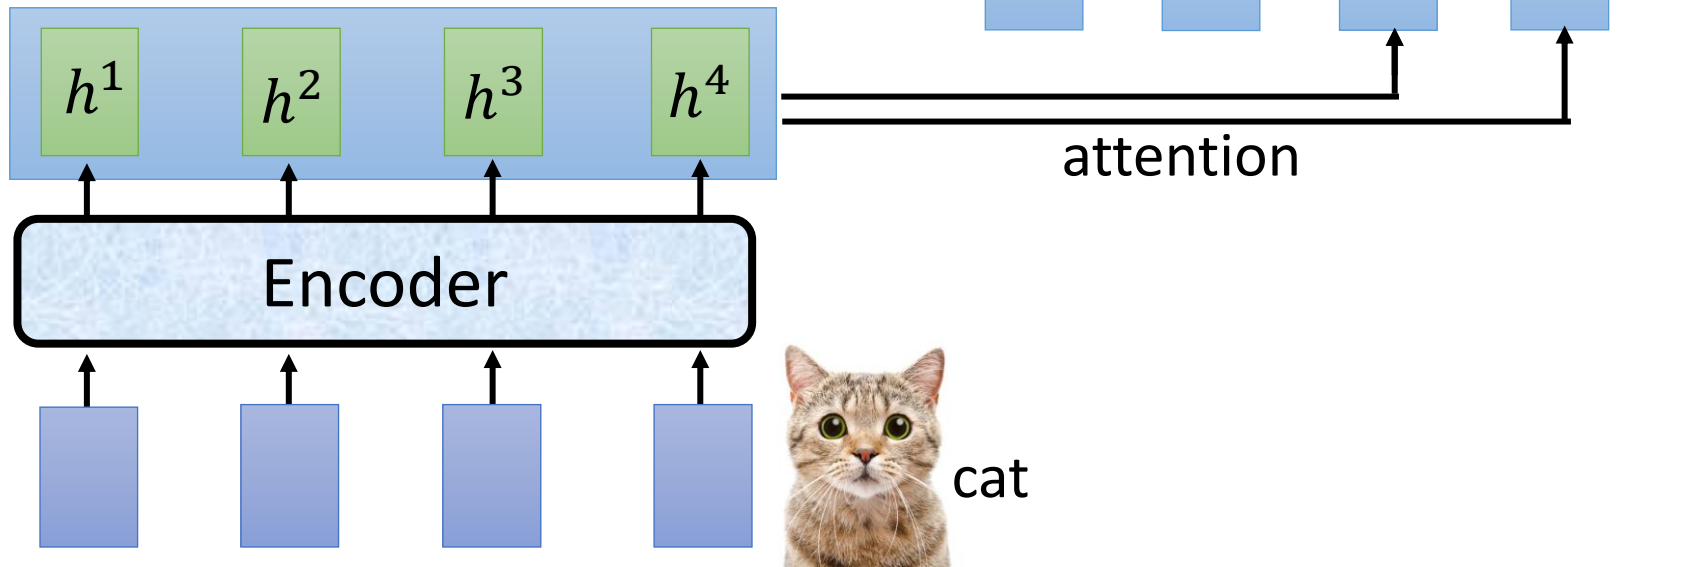 h¹ h² h³ h⁴
attention
Encoder
cat